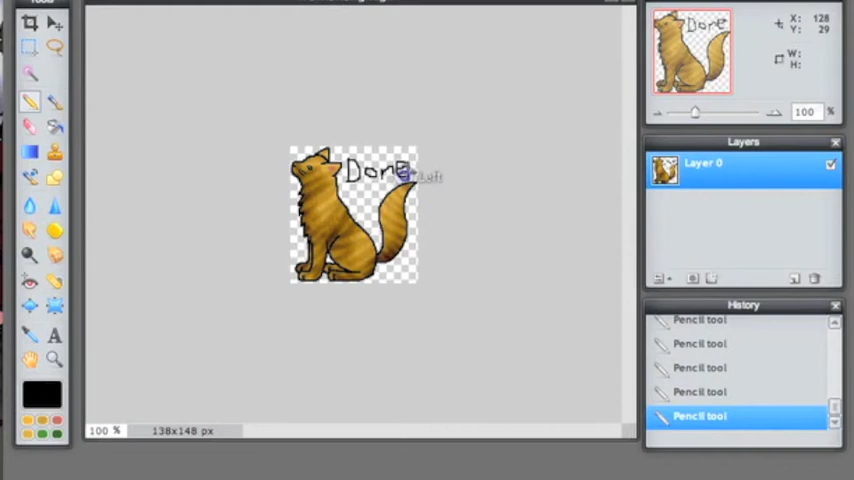 Tools
Done
Left
X: 128
Y: 29
W:
H:
100 %
Layers
Layer 0
History
Pencil tool
Pencil tool
Pencil tool
Pencil tool
Pencil tool
100 %
138x148 px